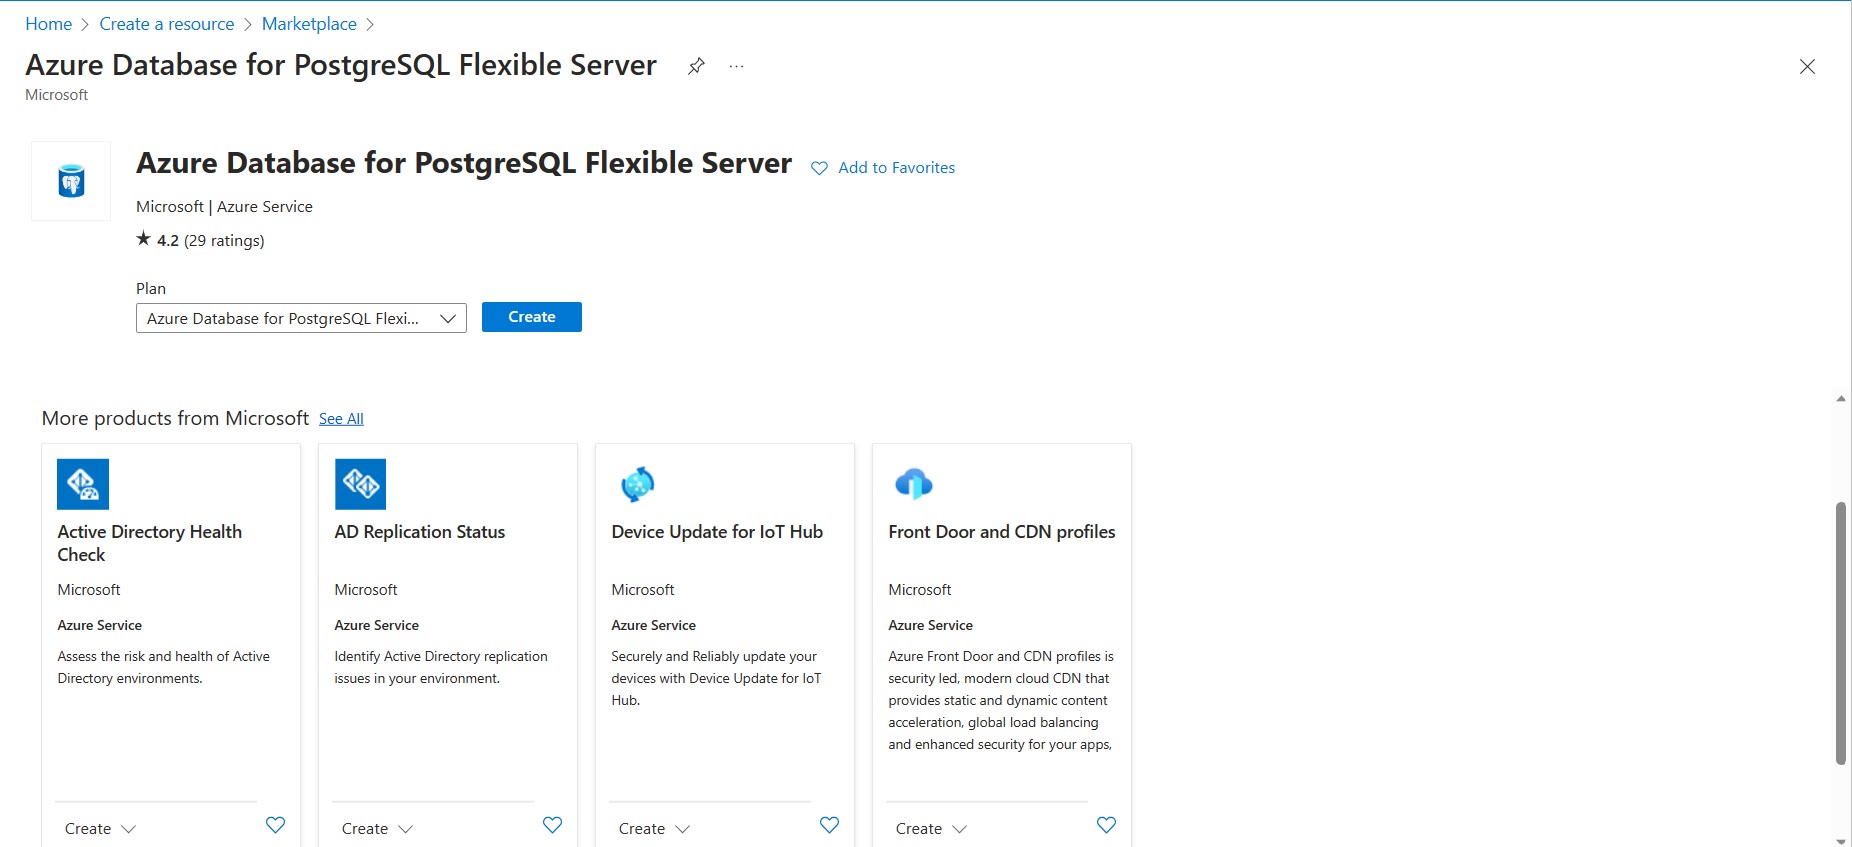 Home > Create a resource > Marketplace >
Azure Database for PostgreSQL Flexible Server ...
Microsoft
Azure Database for PostgreSQL Flexible Server
Add to Favorites
Microsoft | Azure Service
★ 4.2 (29 ratings)
Plan
Azure Database for PostgreSQL Flexi...
Create
More products from Microsoft See All
Active Directory Health
Check
Microsoft
Azure Service
Assess the risk and health of Active
Directory environments.
Create
AD Replication Status
Microsoft
Azure Service
Identify Active Directory replication
issues in your environment.
Create
Device Update for IoT Hub
Microsoft
Azure Service
Securely and Reliably update your
devices with Device Update for IoT
Hub.
Create
Front Door and CDN profiles
Microsoft
Azure Service
Azure Front Door and CDN profiles is
security led, modern cloud CDN that
provides static and dynamic content
acceleration, global load balancing
and enhanced security for your apps,
Create